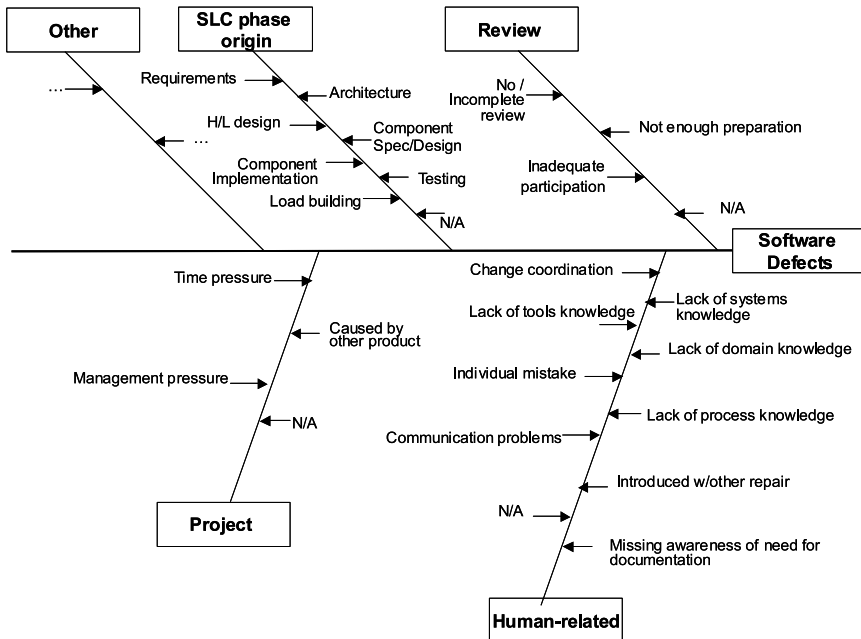 Other
SLC phase
origin
Review
Requirements
Architecture
...
H/L design
Component
Spec/Design
...
Component
Implementation
Testing
Load building
N/A
No /
Incomplete
review
Not enough preparation
Inadequate
participation
N/A
Software
Defects
Time pressure
Caused by
other product
Management pressure
N/A
Project
Change coordination
Lack of systems
knowledge
Lack of tools knowledge
Lack of domain knowledge
Individual mistake
Lack of process knowledge
Communication problems
Introduced w/other repair
N/A
Missing awareness of need for
documentation
Human-related